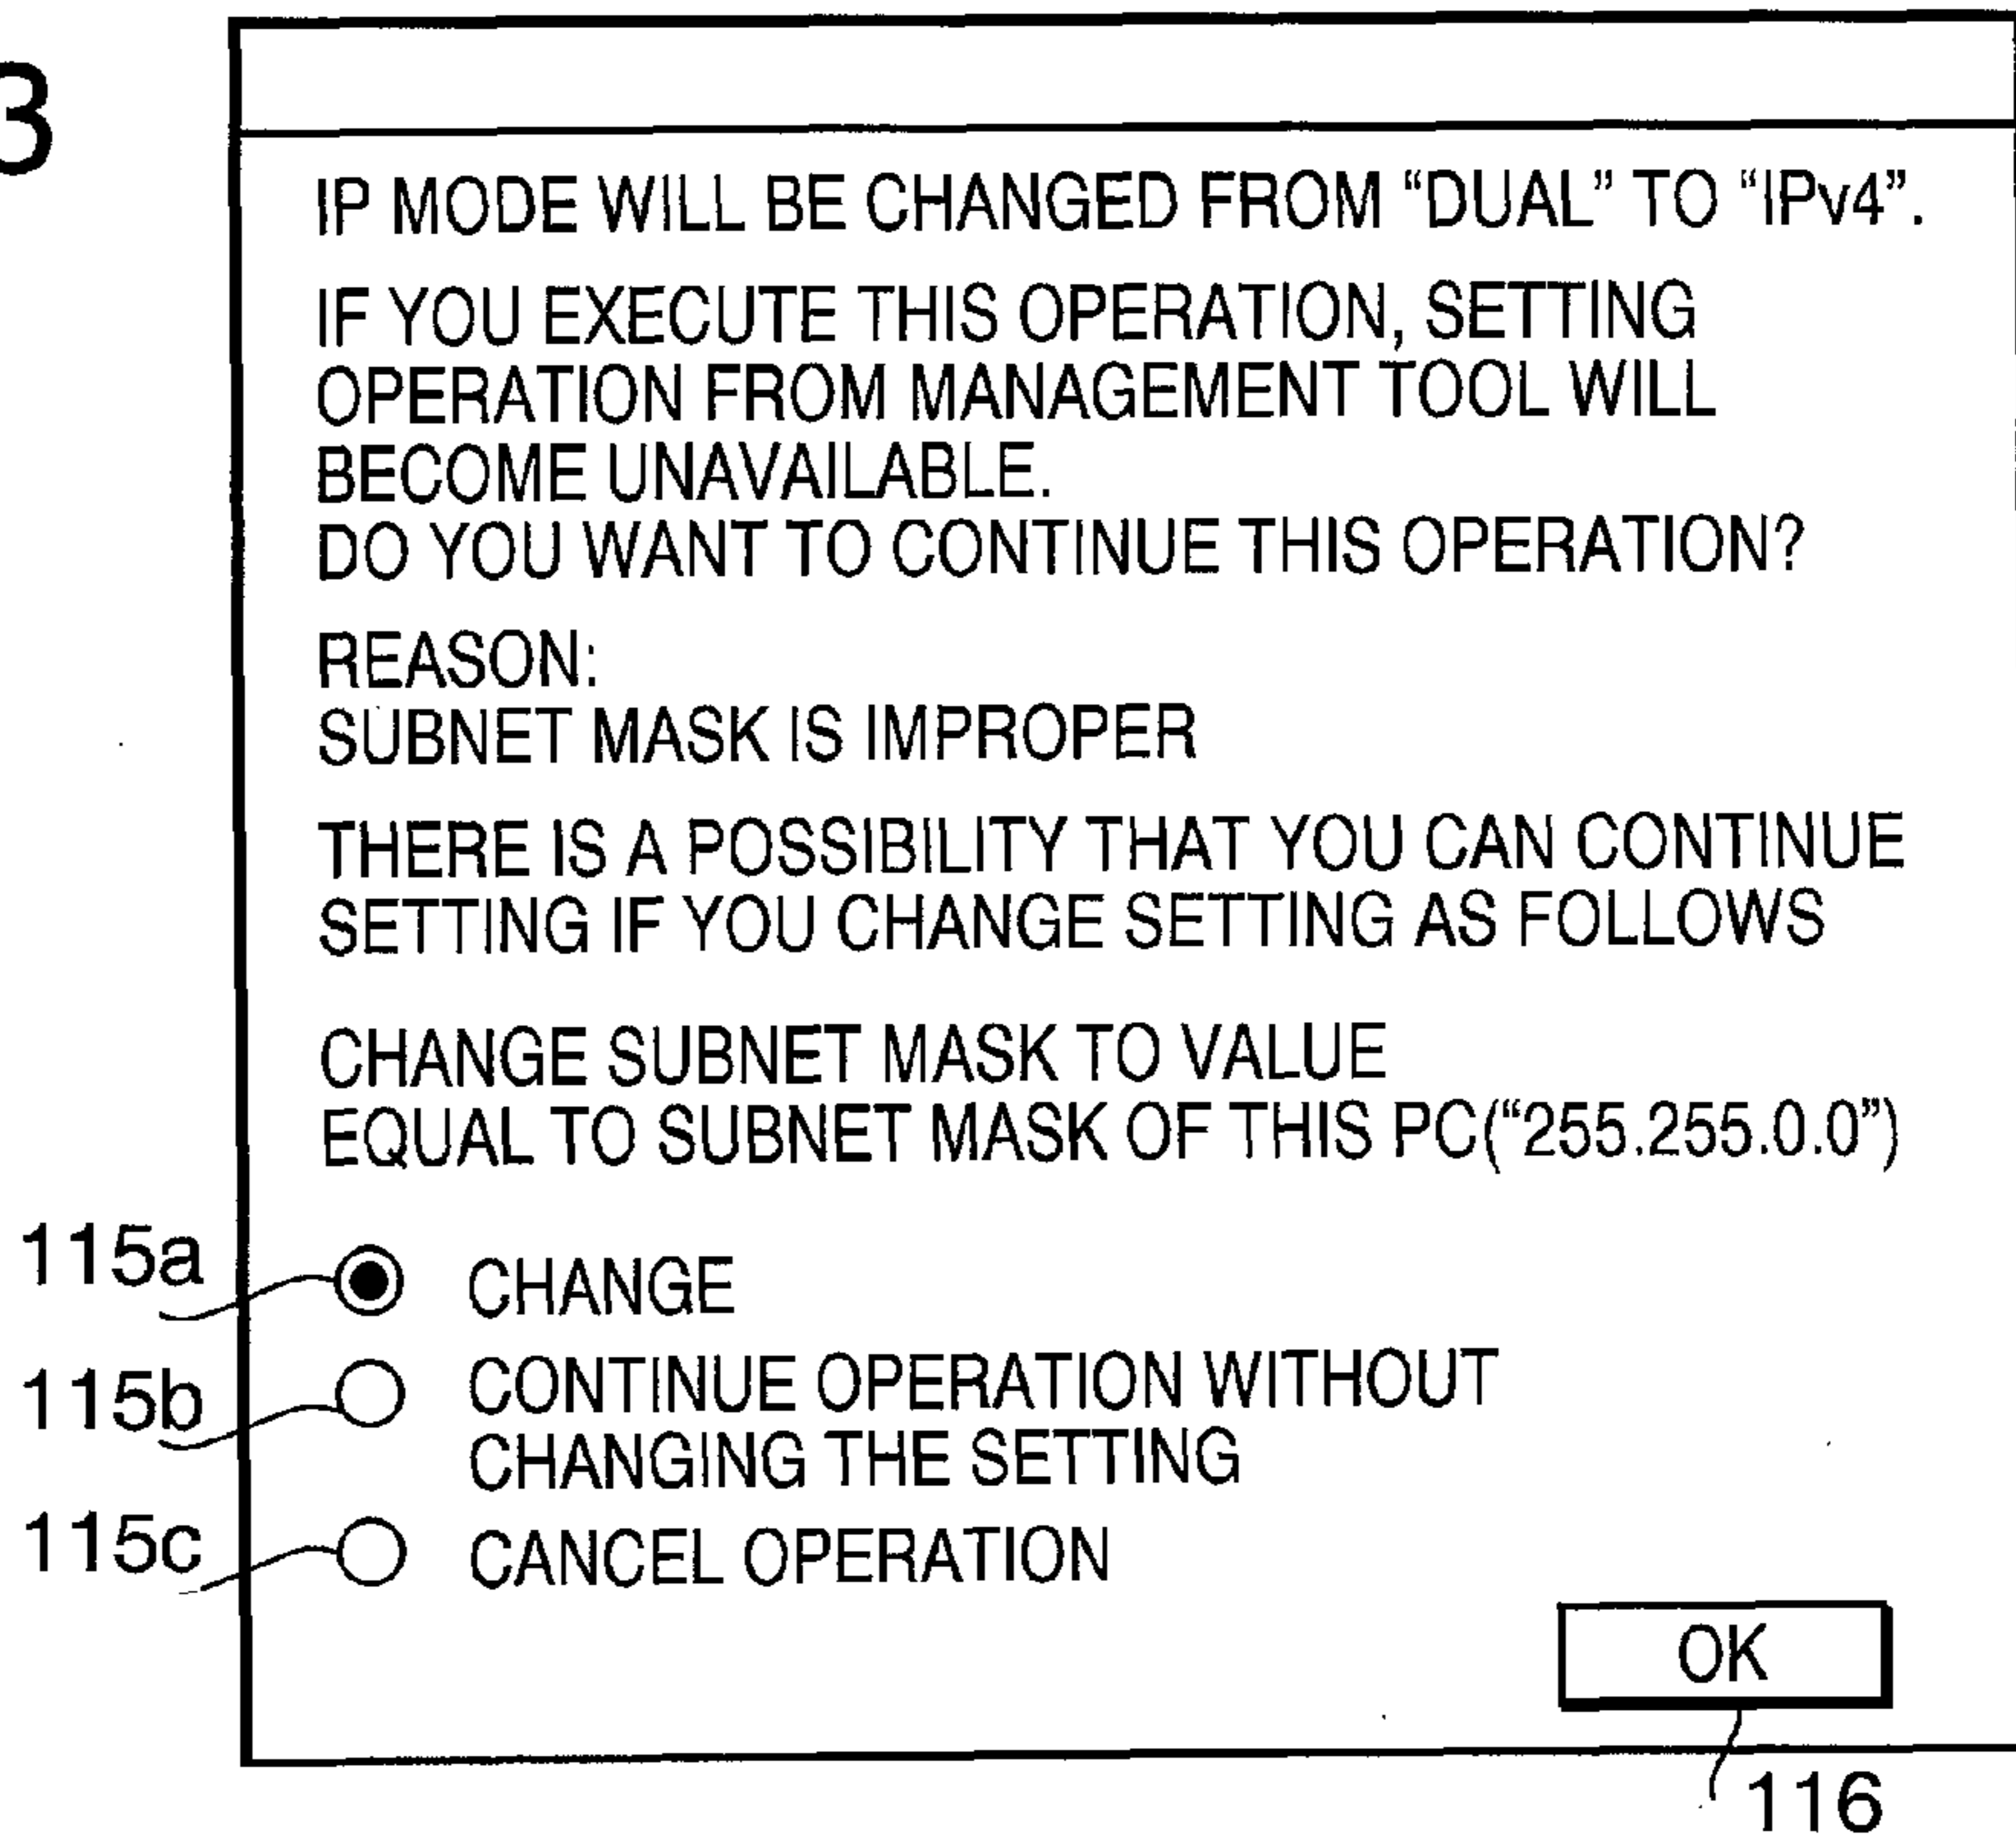 3
IP MODE WILL BE CHANGED FROM “DUAL” TO “IPv4”.
IF YOU EXECUTE THIS OPERATION, SETTING
OPERATION FROM MANAGEMENT TOOL WILL
BECOME UNAVAILABLE.
DO YOU WANT TO CONTINUE THIS OPERATION?
REASON:
SUBNET MASK IS IMPROPER
THERE IS A POSSIBILITY THAT YOU CAN CONTINUE
SETTING IF YOU CHANGE SETTING AS FOLLOWS
CHANGE SUBNET MASK TO VALUE
EQUAL TO SUBNET MASK OF THIS PC(“255.255.0.0”)
115a CHANGE
115b CONTINUE OPERATION WITHOUT
CHANGING THE SETTING
115c CANCEL OPERATION
OK
116